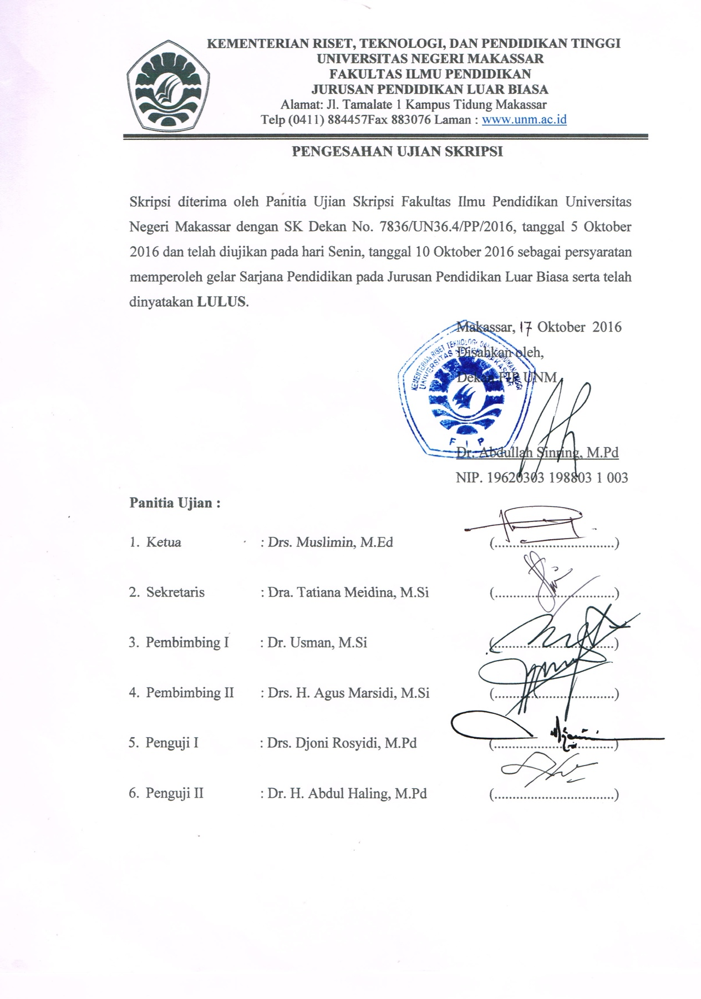 KEMENTERIAN RISET, TEKNOLOGI, DAN PENDIDIKAN TINGGI
UNIVERSITAS NEGERI MAKASSAR
FAKULTAS ILMU PENDIDIKAN
JURUSAN PENDIDIKAN LUAR BIASA
Alamat: Jl. Tamalate 1 Kampus Tidung Makassar
Telp (0411) 884457Fax 883076 Laman : www.unm.ac.id
PENGESAHAN UJIAN SKRIPSI
Skripsi diterima oleh Panitia Ujian Skripsi Fakultas Ilmu Pendidikan Universitas
Negeri Makassar dengan SK Dekan No. 7836/UN36.4/PP/2016, tanggal 5 Oktober
2016 dan telah diujikan pada hari Senin, tanggal 10 Oktober 2016 sebagai persyaratan
memperoleh gelar Sarjana Pendidikan pada Jurusan Pendidikan Luar Biasa serta telah
dinyatakan LULUS.
Makassar, 17 Oktober 2016
Disahkan oleh,
Dekan FIP UNM
KEMENTERIAN RISET TEKNOLOGI DAN PENDIDIKAN TINGGI
UNIVERSITAS NEGERI MAKASSAR
F I P
Dr. Abdullah Sinring, M.Pd
NIP. 19620303 198803 1 003
Panitia Ujian :
1. Ketua : Drs. Muslimin, M.Ed (.................................)
2. Sekretaris : Dra. Tatiana Meidina, M.Si (.................................)
3. Pembimbing I : Dr. Usman, M.Si (.................................)
4. Pembimbing II : Drs. H. Agus Marsidi, M.Si (.................................)
5. Penguji I : Drs. Djoni Rosyidi, M.Pd (.................................)
6. Penguji II : Dr. H. Abdul Haling, M.Pd (.................................)